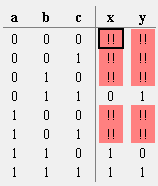 a b c x y
0 0 0 !! !!
0 0 1 !! !!
0 1 0 !! !!
0 1 1 0 1
1 0 0 !! !!
1 0 1 !! !!
1 1 0 1 0
1 1 1 1 1